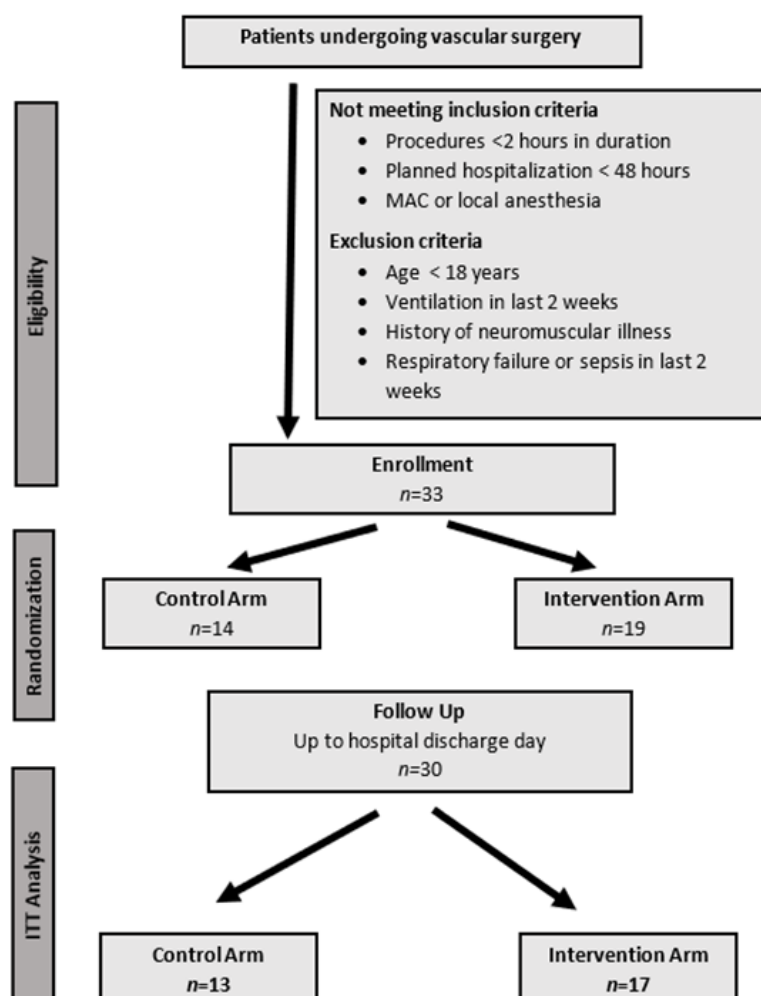 Patients undergoing vascular surgery
Eligibility
Not meeting inclusion criteria
• Procedures <2 hours in duration
• Planned hospitalization < 48 hours
• MAC or local anesthesia
Exclusion criteria
• Age < 18 years
• Ventilation in last 2 weeks
• History of neuromuscular illness
• Respiratory failure or sepsis in last 2
weeks
Enrollment
n=33
Randomization
Control Arm
n=14
Intervention Arm
n=19
Follow Up
Up to hospital discharge day
n=30
ITT Analysis
Control Arm
n=13
Intervention Arm
n=17